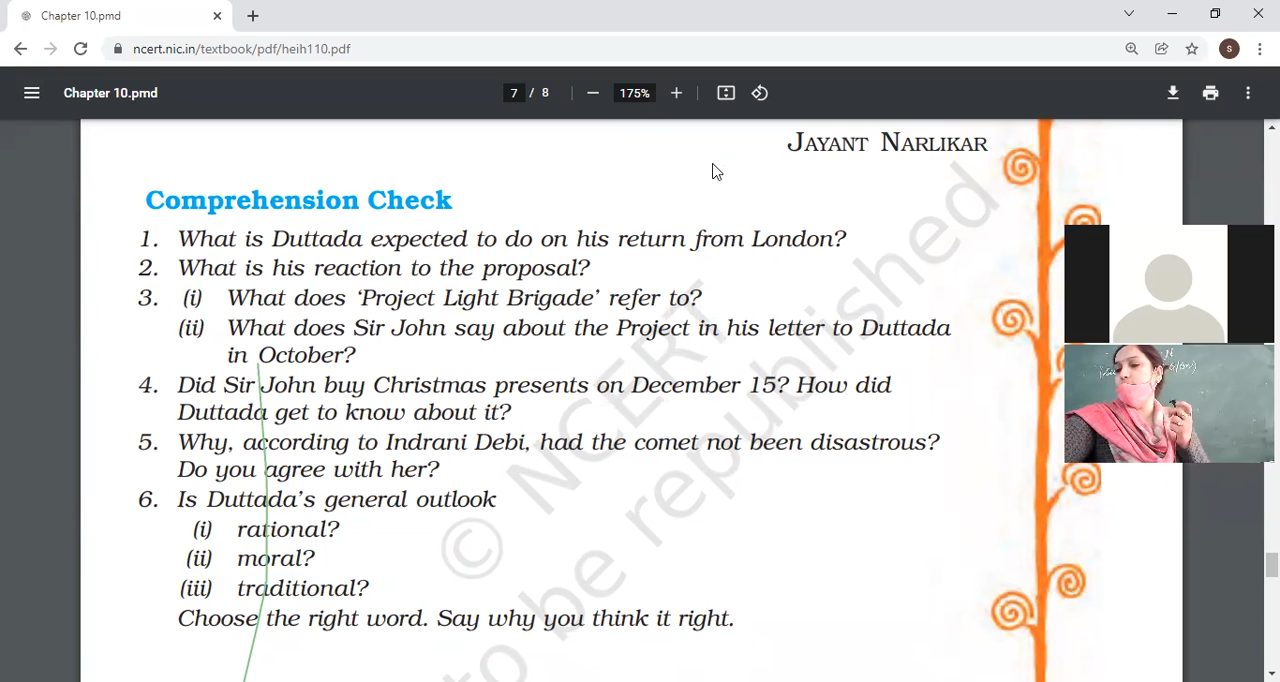 Chapter 10.pmd
ncert.nic.in/textbook/pdf/heih110.pdf
S
Chapter 10.pmd
7 / 8
175%
JAYANT NARLIKAR
Comprehension Check
1. What is Duttada expected to do on his return from London?
2. What is his reaction to the proposal?
3. (i) What does 'Project Light Brigade' refer to?
(ii) What does Sir John say about the Project in his letter to Duttada
in October?
4. Did Sir John buy Christmas presents on December 15? How did
Duttada get to know about it?
5. Why, according to Indrani Debi, had the comet not been disastrous?
Do you agree with her?
6. Is Duttada's general outlook
(i) rational?
(ii) moral?
(iii) traditional?
Choose the right word. Say why you think it right.
© NCERT
to be republished